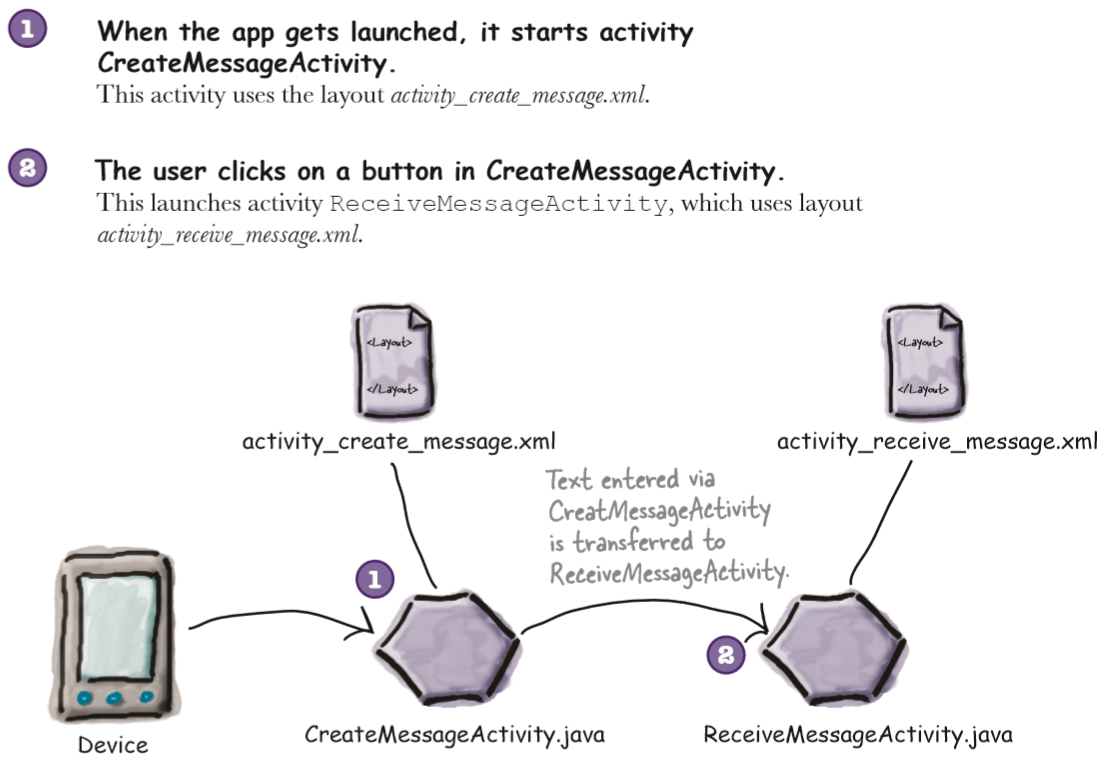 1
When the app gets launched, it starts activity
CreateMessageActivity.
This activity uses the layout activity_create_message.xml.
2
The user clicks on a button in CreateMessageActivity.
This launches activity ReceiveMessageActivity, which uses layout
activity_receive_message.xml.
<Layout>
</Layout>
activity_create_message.xml
<Layout>
</Layout>
activity_receive_message.xml
Text entered via
CreatMessageActivity
is transferred to
ReceiveMessageActivity.
1
2
Device
CreateMessageActivity.java
ReceiveMessageActivity.java